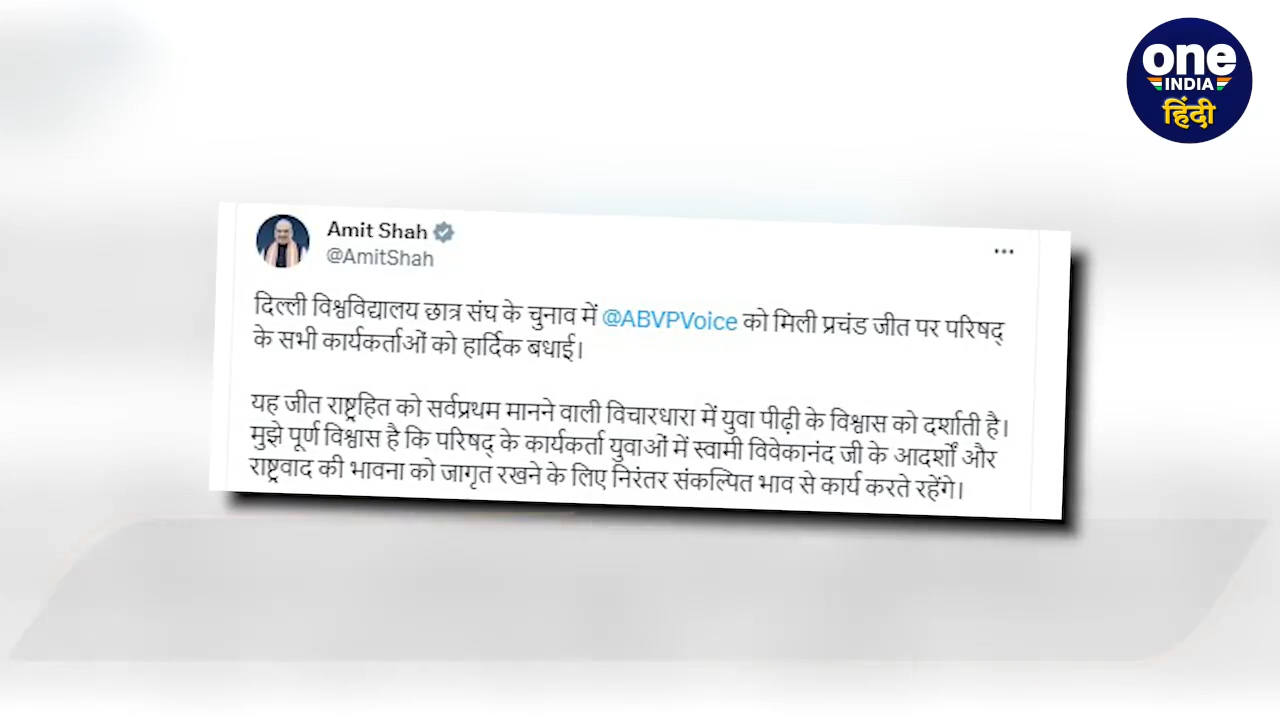 one
INDIA
हिंदी
Amit Shah
@AmitShah
दिल्ली विश्वविद्यालय छात्र संघ के चुनाव में @ABVPVoice को मिली प्रचंड जीत पर परिषद्
के सभी कार्यकर्ताओं को हार्दिक बधाई।
यह जीत राष्ट्रहित को सर्वप्रथम मानने वाली विचारधारा में युवा पीढ़ी के विश्वास को दर्शाती है।
मुझे पूर्ण विश्वास है कि परिषद् के कार्यकर्ता युवाओं में स्वामी विवेकानंद जी के आदर्शों और
राष्ट्रवाद की भावना को जागृत रखने के लिए निरंतर संकल्पित भाव से कार्य करते रहेंगे।